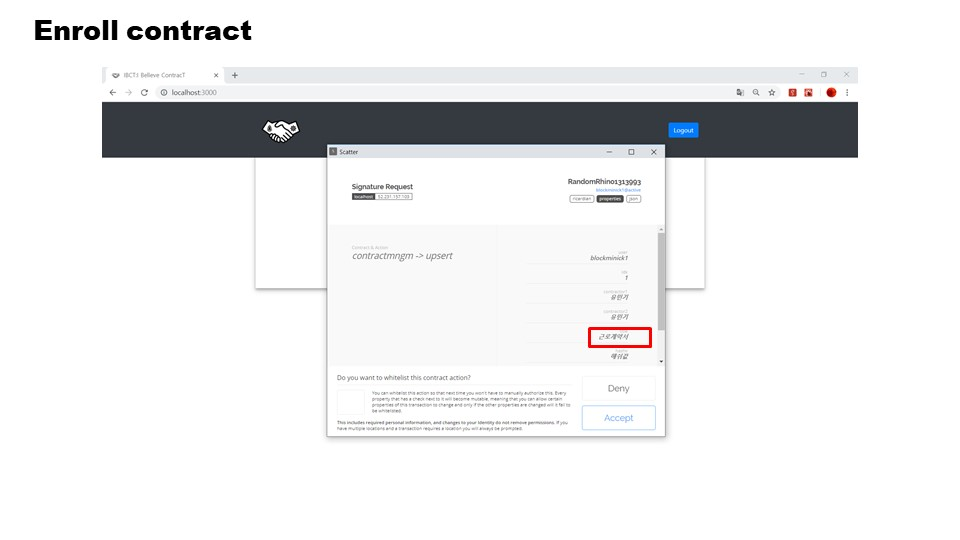 Enroll contract
IBCT:I Believe ContracT
localhost:3000
Logout
Scatter
Signature Request
localhost 52.231.157.103
RandomRhino1313993
blockminick1@active
ricardian properties json
Contract & Action
contractmngm -> upsert
user
blockminick1
idx
1
contractor1
유민기
contractor2
유민기
근로계약서
해쉬값
Do you want to whitelist this contract action?
You can whitelist this action so that next time you won't have to manually authorize this. Every
property that has a check next to it will become mutable, meaning that you can allow certain
properties of this transaction to change and only if the other properties are changed will it fail to
be whitelisted.
This includes required personal information, and changes to your identity do not remove permissions. If you
have multiple locations and a transaction requires a location you will always be prompted.
Deny
Accept